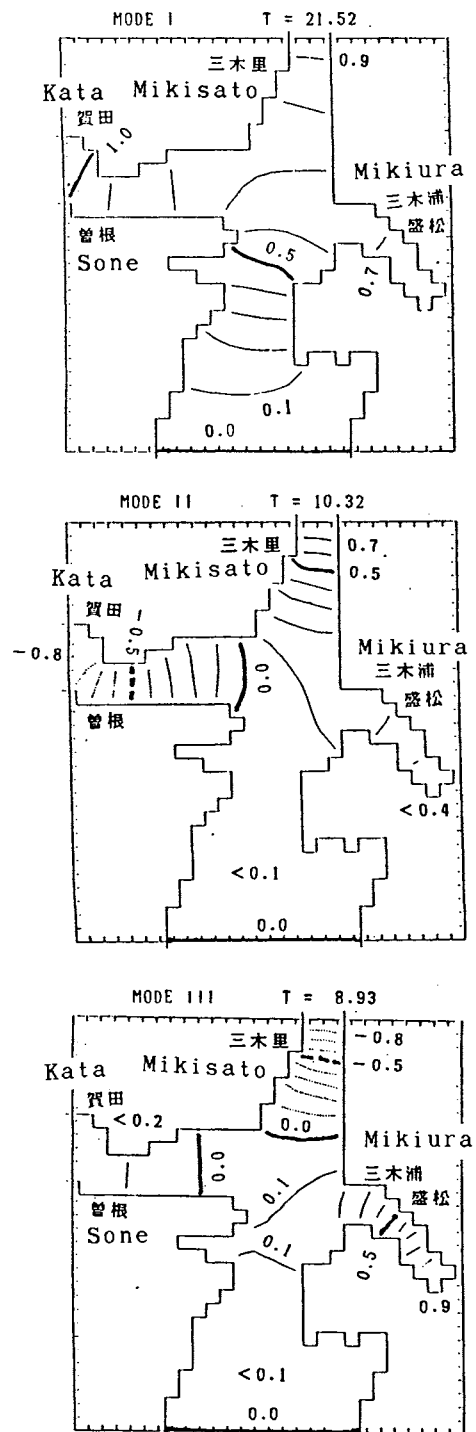 MODE I T = 21.52
三木里 0.9
Kata Mikisato
賀田
1.0
Mikiura
三木浦
曽根 盛松
Sone 0.5
0.7
0.1
0.0
MODE II T = 10.32
三木里 0.7
Kata Mikisato 0.5
賀田
-0.5
-0.8 Mikiura
0.0 三木浦
曽根 盛松
<0.4
<0.1
0.0
MODE III T = 8.93
三木里 -0.8
Kata Mikisato -0.5
賀田
<0.2 0.0 Mikiura
0.0
三木浦
曽根 0.1 盛松
Sone 0.1
0.5
0.9
<0.1
0.0